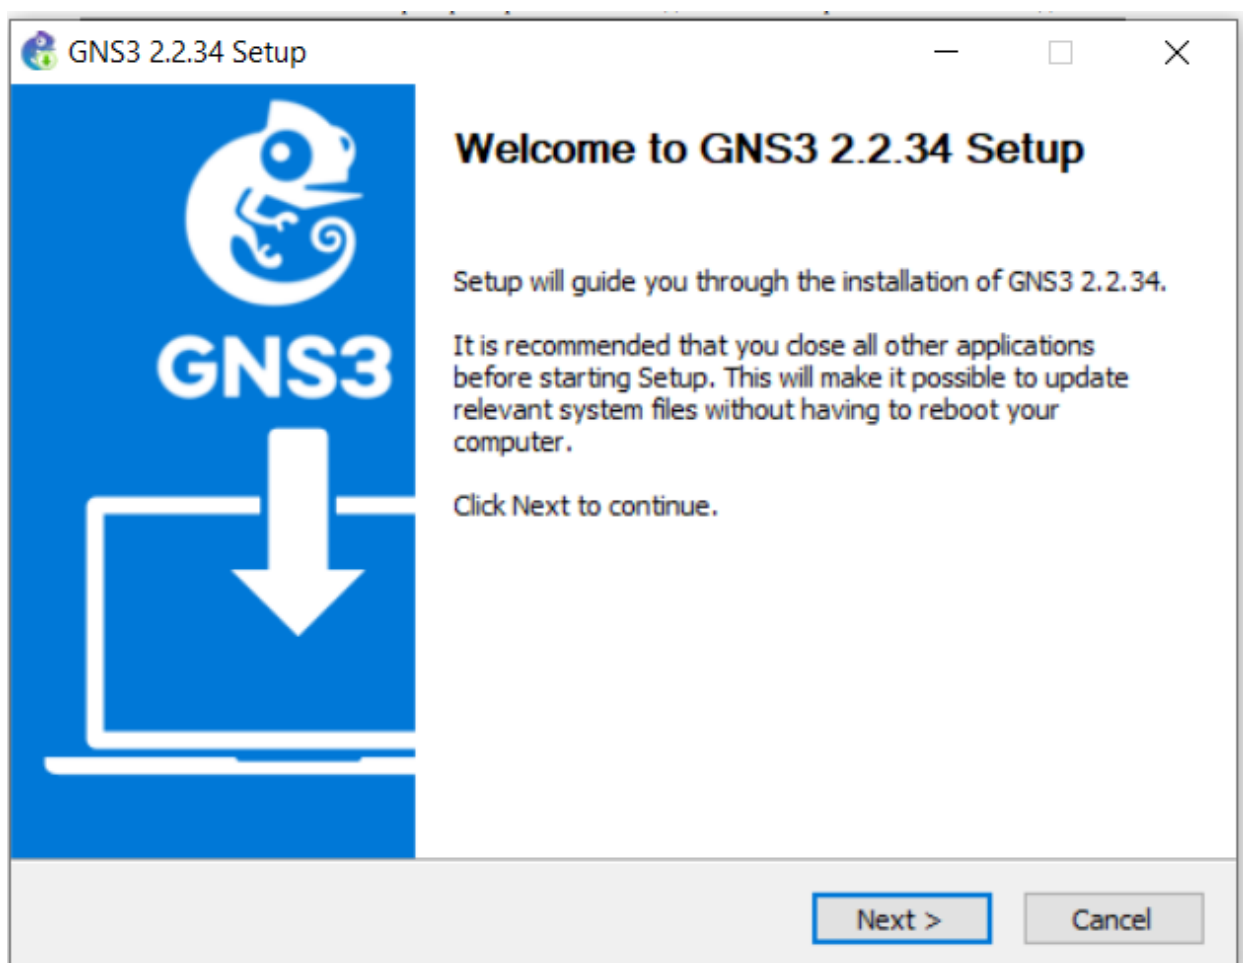 GNS3 2.2.34 Setup
Welcome to GNS3 2.2.34 Setup
GNS3
Setup will guide you through the installation of GNS3 2.2.34.
It is recommended that you close all other applications
before starting Setup. This will make it possible to update
relevant system files without having to reboot your
computer.
Click Next to continue.
Next >
Cancel